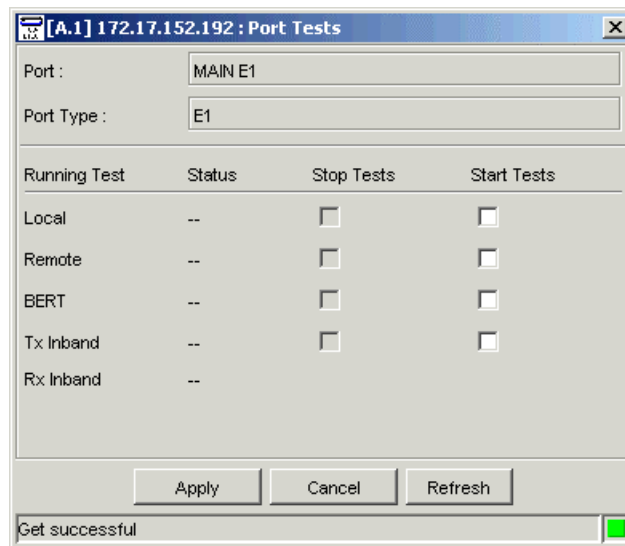 [A.1] 172.17.152.192 : Port Tests
Port : MAIN E1
Port Type : E1
Running Test Status Stop Tests Start Tests
Local --
Remote --
BERT --
Tx Inband --
Rx Inband --
Apply Cancel Refresh
Get successful